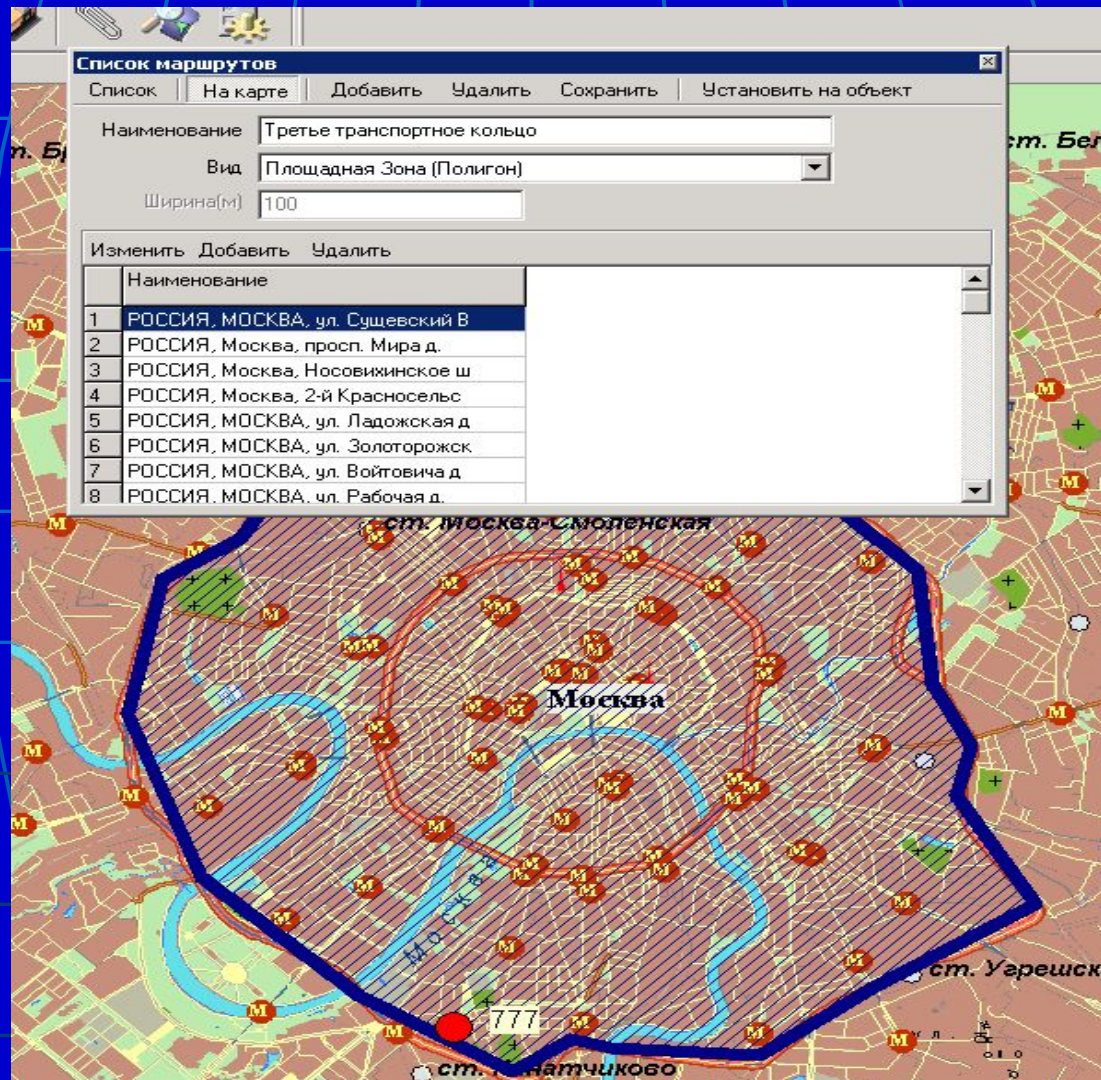 Список маршрутов
Список На карте Добавить Удалить Сохранить Установить на объект
Наименование Третье транспортное кольцо
Вид Площадная Зона (Полигон)
Ширина(м) 100
Изменить Добавить Удалить
Наименование
1 РОССИЯ, МОСКВА, ул. Сущевский В
2 РОССИЯ, Москва, просп. Мира д.
3 РОССИЯ, Москва, Носовихинское ш
4 РОССИЯ, Москва, 2-й Красносельс
5 РОССИЯ, МОСКВА, ул. Ладожская д
6 РОССИЯ, МОСКВА, ул. Золоторожск
7 РОССИЯ, МОСКВА, ул. Войтовича д
8 РОССИЯ, МОСКВА, ул. Рабочая д.
ст. Бел
ст. Москва-Смоленская
Москва
Москва
ст. Угрешск
777